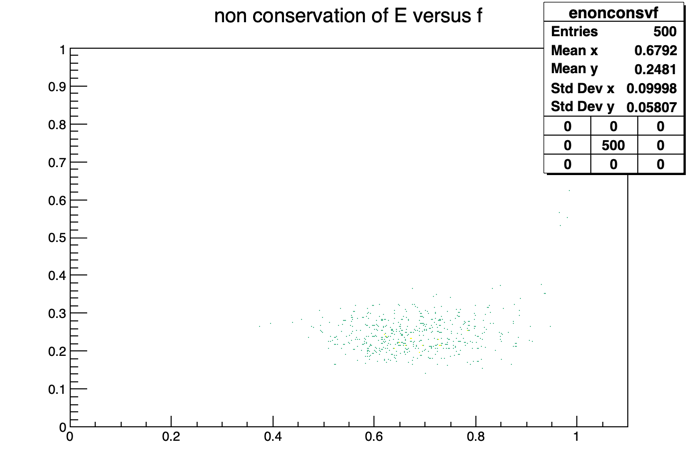 non conservation of E versus f
enonconsvf
Entries 500
Mean x 0.6792
Mean y 0.2481
Std Dev x 0.09998
Std Dev y 0.05807
0 0 0
0 500 0
0 0 0
1
0.9
0.8
0.7
0.6
0.5
0.4
0.3
0.2
0.1
0
0 0.2 0.4 0.6 0.8 1